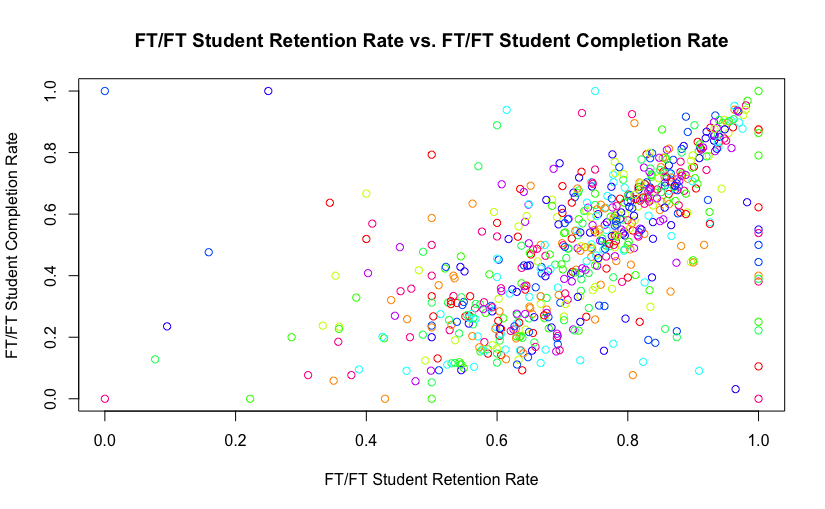 FT/FT Student Retention Rate vs. FT/FT Student Completion Rate
FT/FT Student Completion Rate
1.0
0.8
0.6
0.4
0.2
0.0
0.0 0.2 0.4 0.6 0.8 1.0
FT/FT Student Retention Rate